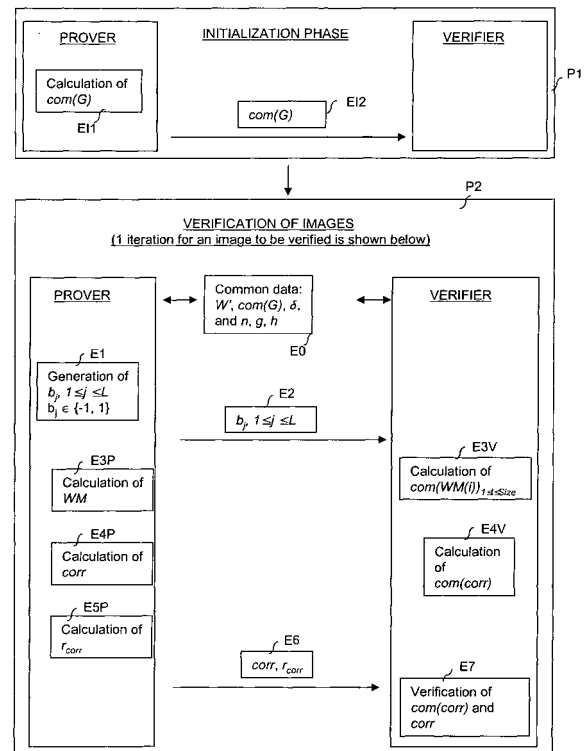 PROVER
INITIALIZATION PHASE
VERIFIER
P1
Calculation of
com(G)
EI1
com(G)
EI2
P2
VERIFICATION OF IMAGES
(1 iteration for an image to be verified is shown below)
PROVER
Common data:
W', com(G), δ,
and n, g, h
E0
VERIFIER
E1
Generation of
bj, 1≤j ≤L
bj ∈ {-1, 1}
E2
bj, 1≤j ≤L
E3P
Calculation of
WM
E3V
Calculation of
com(WM(i))1≤i≤Size
E4P
Calculation of
corr
E4V
Calculation
of
com(corr)
E5P
Calculation of
rcorr
E6
corr, rcorr
E7
Verification of
com(corr) and
corr